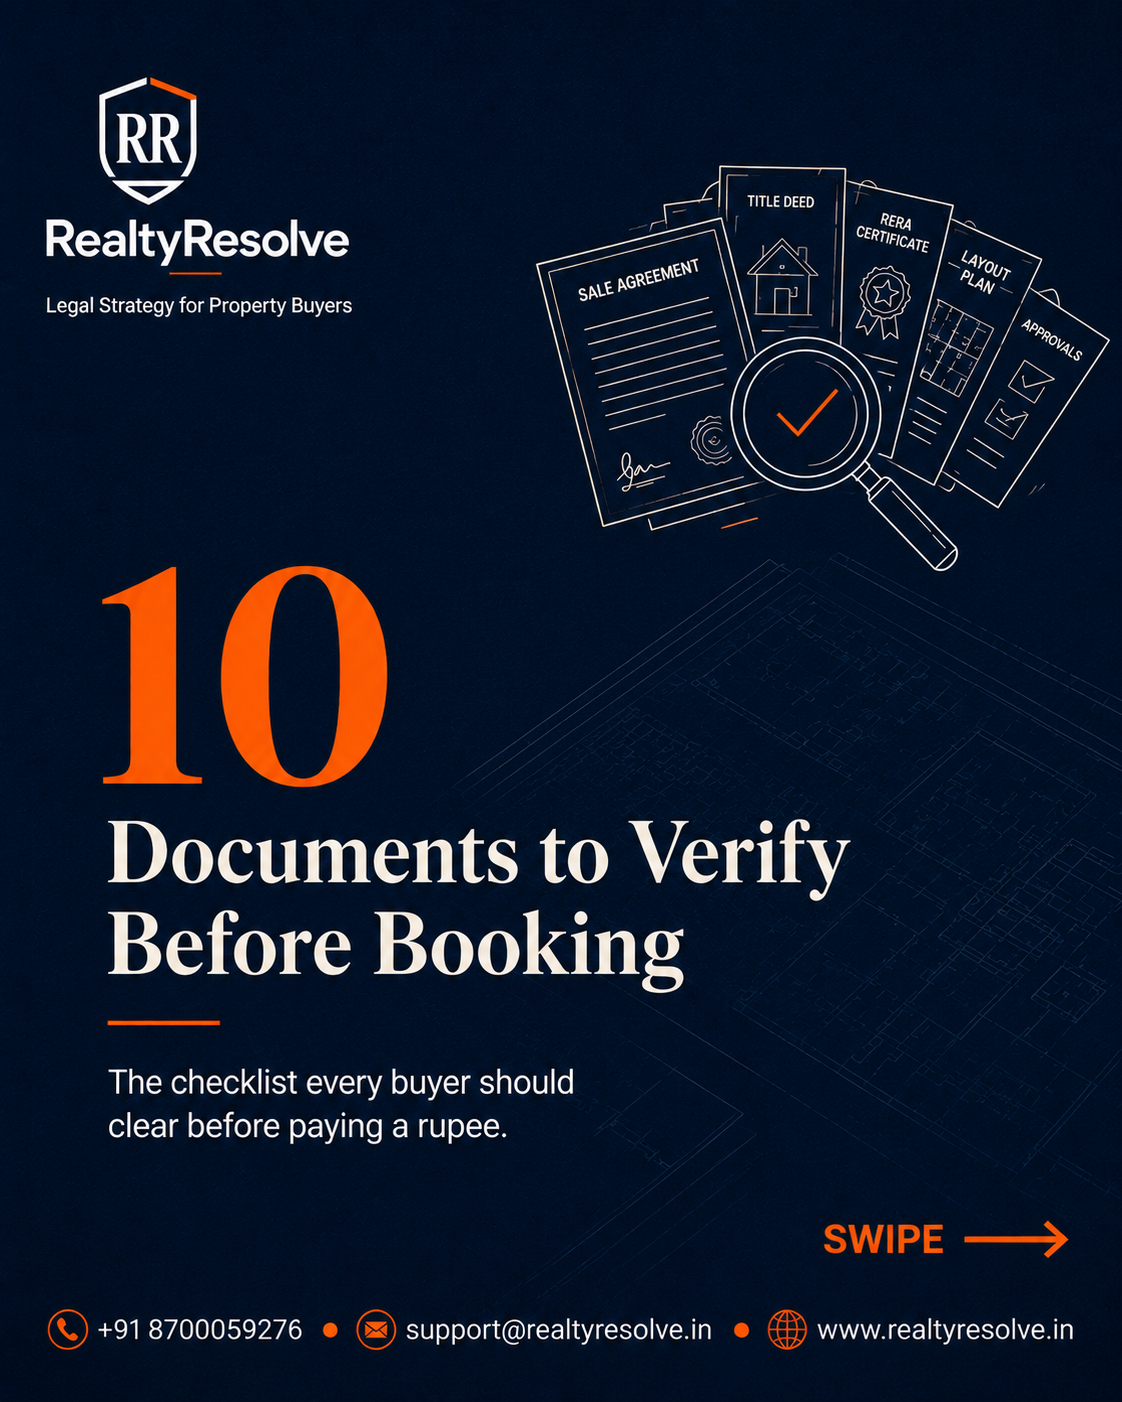 RR
RealtyResolve
Legal Strategy for Property Buyers
SALE AGREEMENT
TITLE DEED
RERA
CERTIFICATE
LAYOUT
PLAN
APPROVALS
10
Documents to Verify
Before Booking
The checklist every buyer should
clear before paying a rupee.
SWIPE
+91 8700059276 ● support@realtyresolve.in ● www.realtyresolve.in